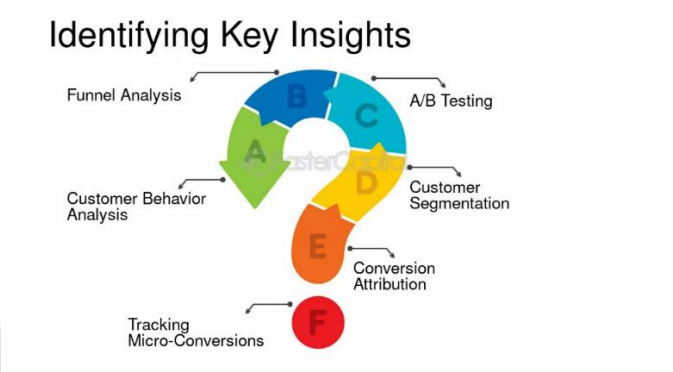 Identifying Key Insights
Funnel Analysis
B
A/B Testing
C
A
Customer Behavior
Analysis
D
Customer
Segmentation
E
Conversion
Attribution
F
Tracking
Micro-Conversions